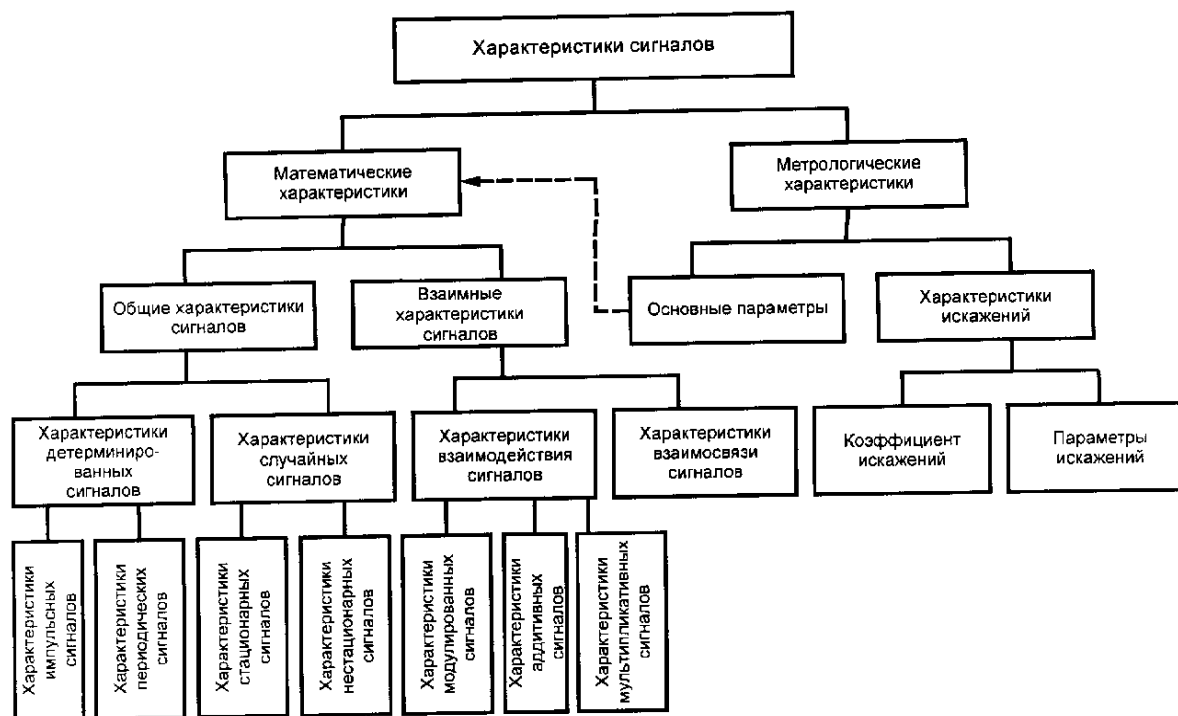 Характеристики сигналов
Математические
характеристики
Метрологические
характеристики
Общие характеристики
сигналов
Взаимные
характеристики
сигналов
Основные параметры
Характеристики
искажений
Характеристики
детерминиро-
ванных
сигналов
Характеристики
случайных
сигналов
Характеристики
взаимодействия
сигналов
Характеристики
взаимосвязи
сигналов
Коэффициент
искажений
Параметры
искажений
Характеристики
импульсных
сигналов
Характеристики
периодических
сигналов
Характеристики
стационарных
сигналов
Характеристики
нестационарных
сигналов
Характеристики
модулированных
сигналов
Характеристики
аддитивных
сигналов
Характеристики
мультипликативных
сигналов